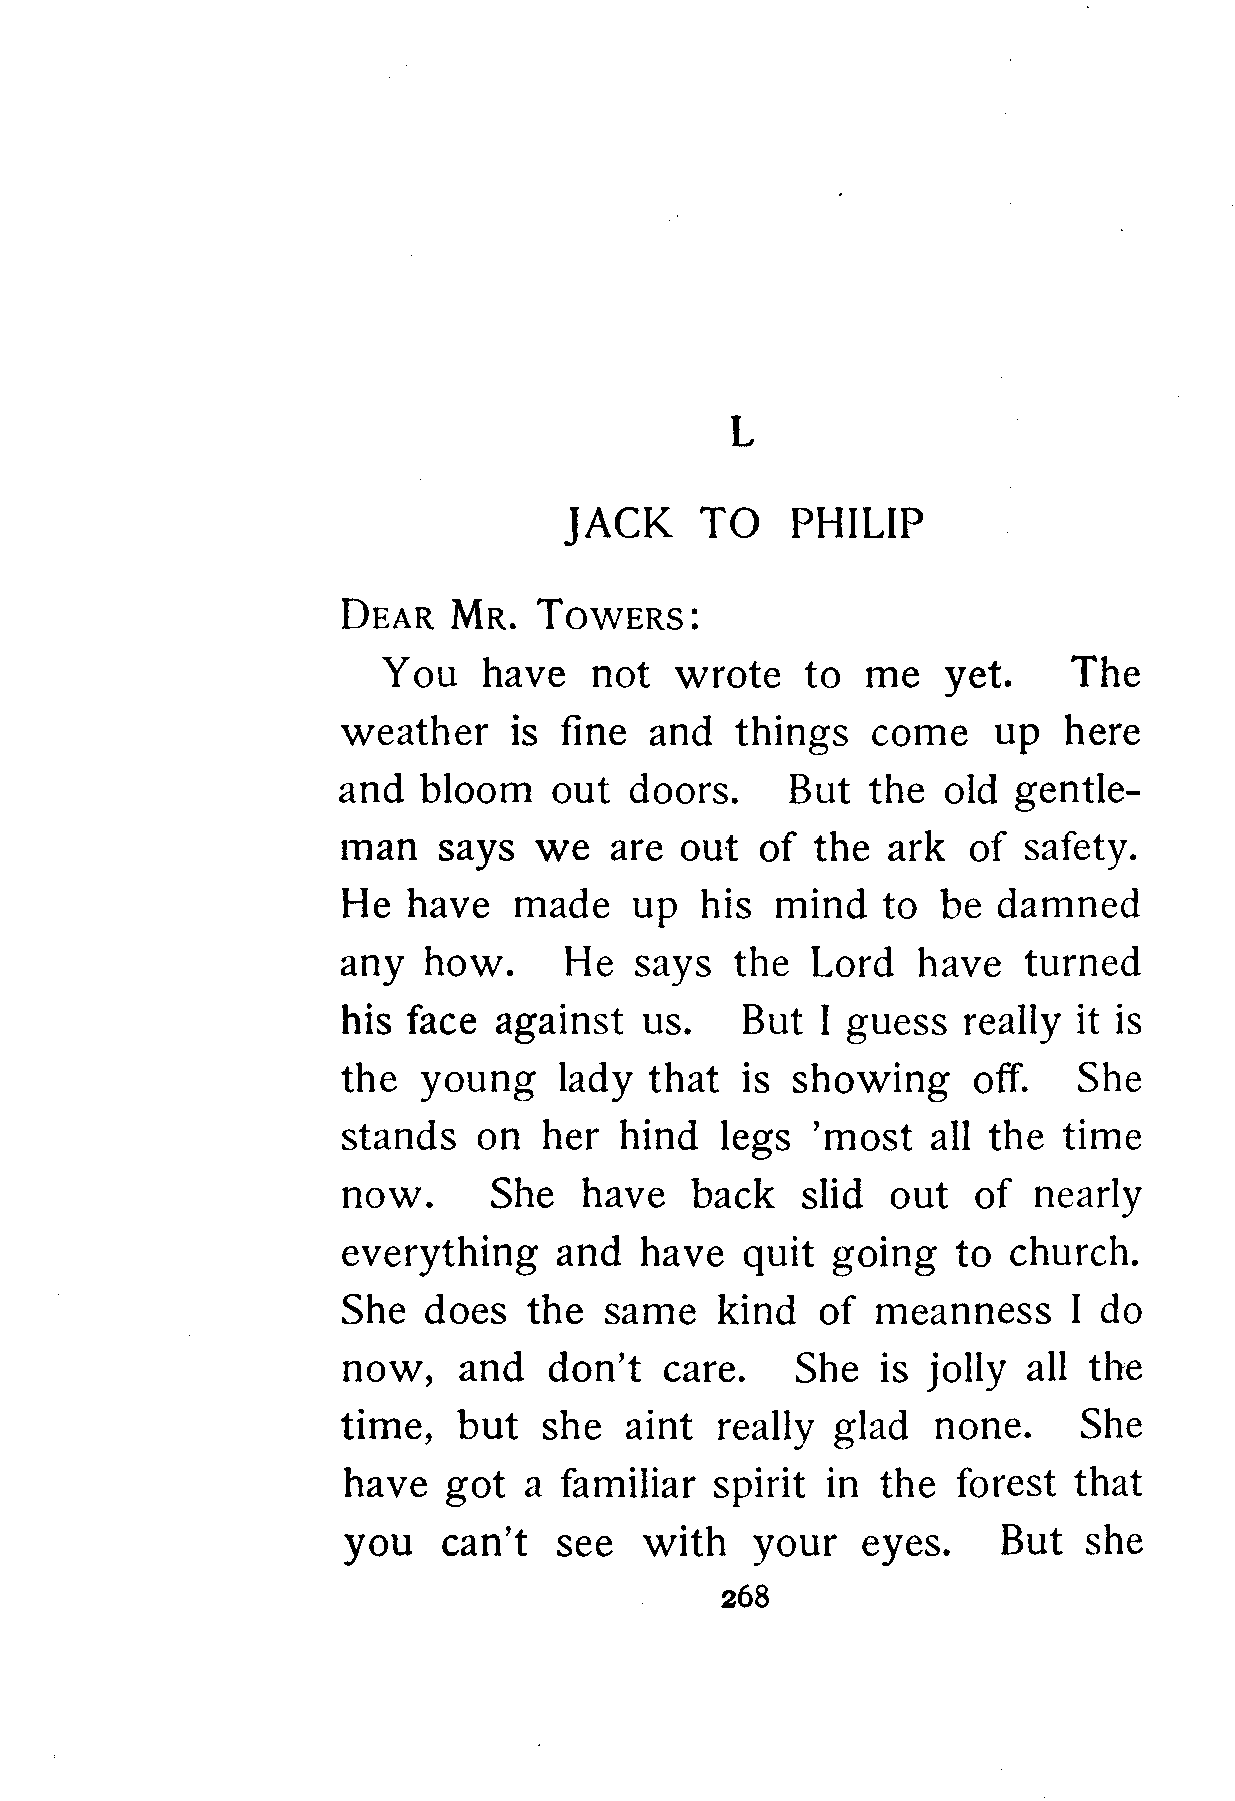 L
JACK TO PHILIP
DEAR MR. TOWERS:
You have not wrote to me yet. The
weather is fine and things come up here
and bloom out doors. But the old gentle-
man says we are out of the ark of safety.
He have made up his mind to be damned
any how. He says the Lord have turned
his face against us. But I guess really it is
the young lady that is showing off. She
stands on her hind legs 'most all the time
now. She have back slid out of nearly
everything and have quit going to church.
She does the same kind of meanness I do
now, and don't care. She is jolly all the
time, but she aint really glad none. She
have got a familiar spirit in the forest that
you can't see with your eyes. But she
268